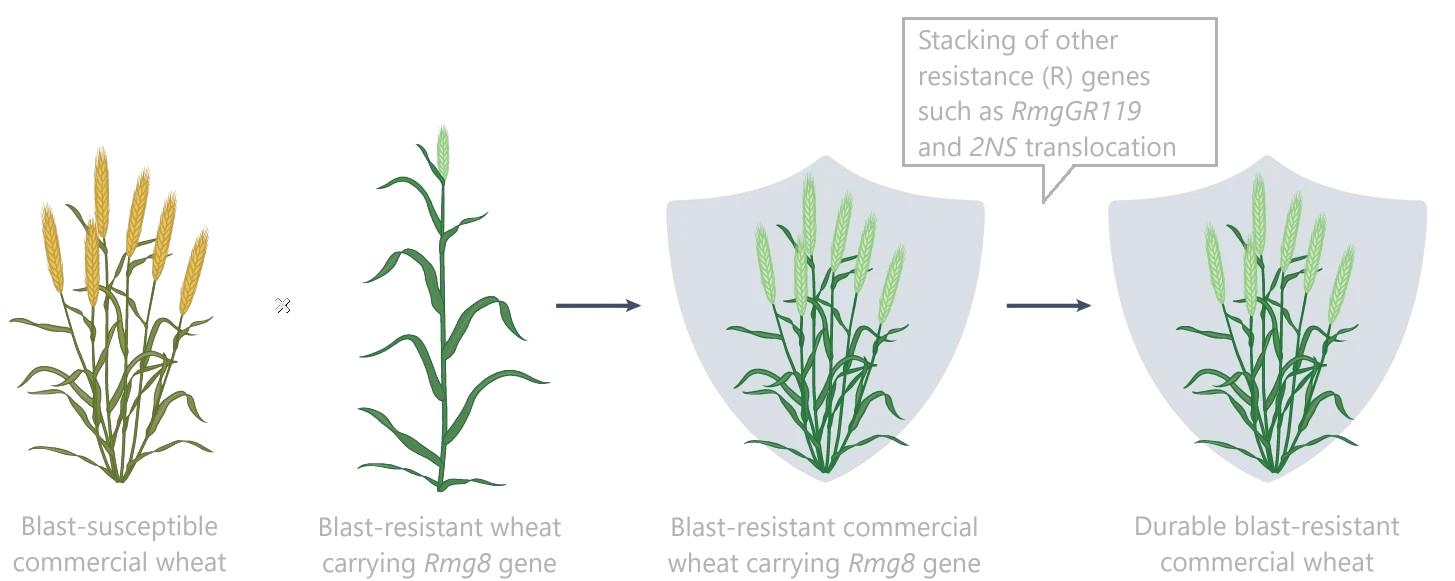 Stacking of other
resistance (R) genes
such as RmgGR119
and 2NS translocation
×
Blast-susceptible
commercial wheat
Blast-resistant wheat
carrying Rmg8 gene
Blast-resistant commercial
wheat carrying Rmg8 gene
Durable blast-resistant
commercial wheat